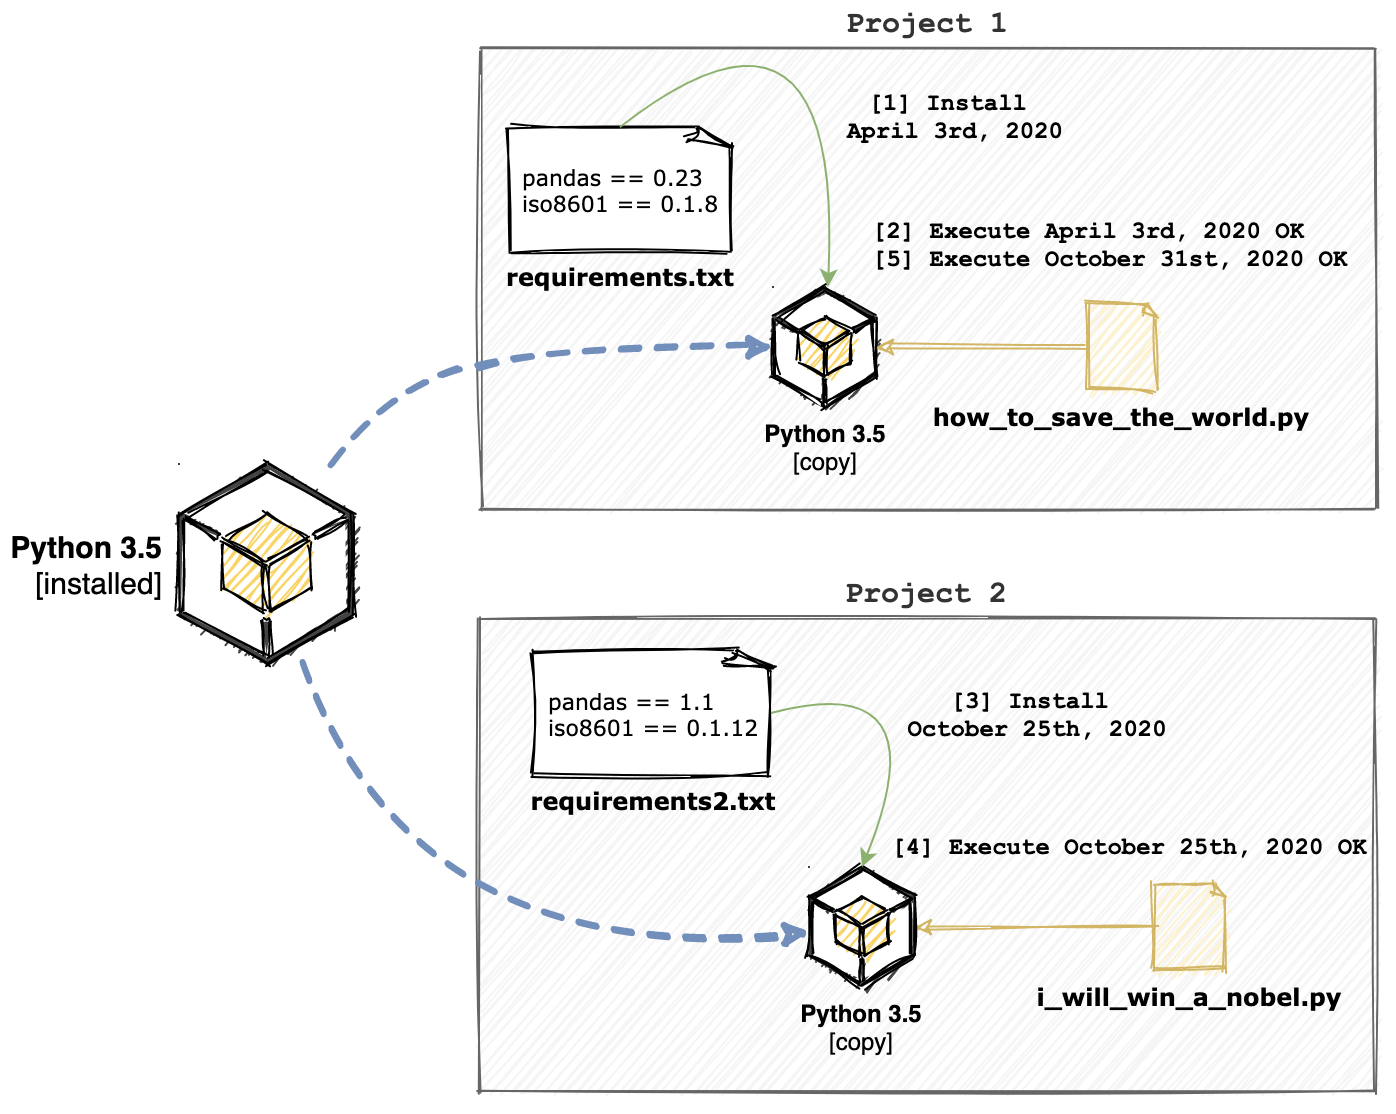 Project 1
[1] Install
April 3rd, 2020
pandas == 0.23
iso8601 == 0.1.8
requirements.txt
[2] Execute April 3rd, 2020 OK
[5] Execute October 31st, 2020 OK
how_to_save_the_world.py
Python 3.5
[copy]
Python 3.5
[installed]
Project 2
pandas == 1.1
iso8601 == 0.1.12
requirements2.txt
[3] Install
October 25th, 2020
[4] Execute October 25th, 2020 OK
i_will_win_a_nobel.py
Python 3.5
[copy]